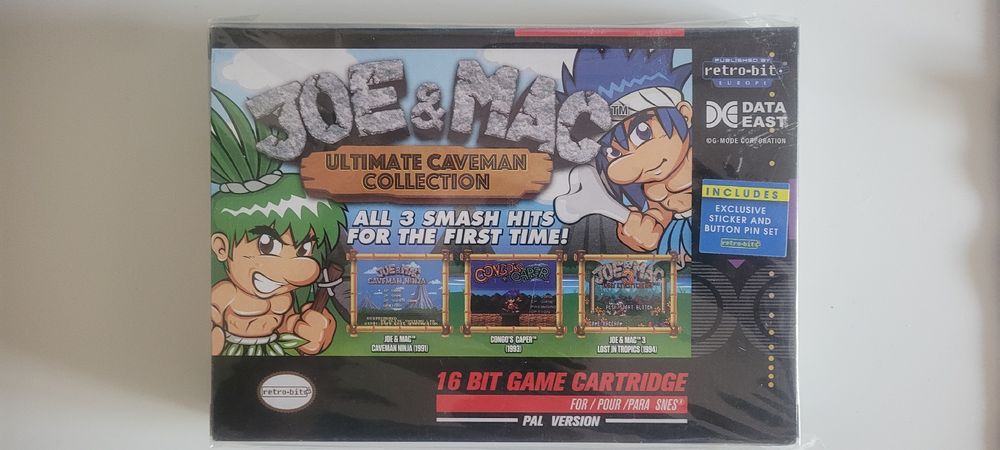 JOE & MAC™
ULTIMATE CAVEMAN
COLLECTION
ALL 3 SMASH HITS
FOR THE FIRST TIME!
JOE & MAC
CAVEMAN NINJA
CONGO'S
CAPER
JOE & MAC
JOE & MAC™
CAVEMAN NINJA (1991)
CONGO'S CAPER™
(1993)
JOE & MAC™ 3
LOST IN TROPICS (1994)
PUBLISHED BY
retro-bit®
EUROPE
DATA
EAST
©G-MODE CORPORATION
INCLUDES
EXCLUSIVE
STICKER AND
BUTTON PIN SET
retro-bit®
retro-bit®
16 BIT GAME CARTRIDGE
FOR / POUR /PARA SNES®
PAL VERSION